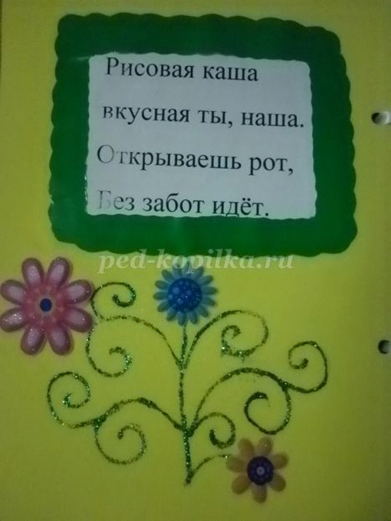 Рисовая каша
вкусная ты, наша.
Открываешь рот,
Без забот идёт.
ped-kopilka.ru